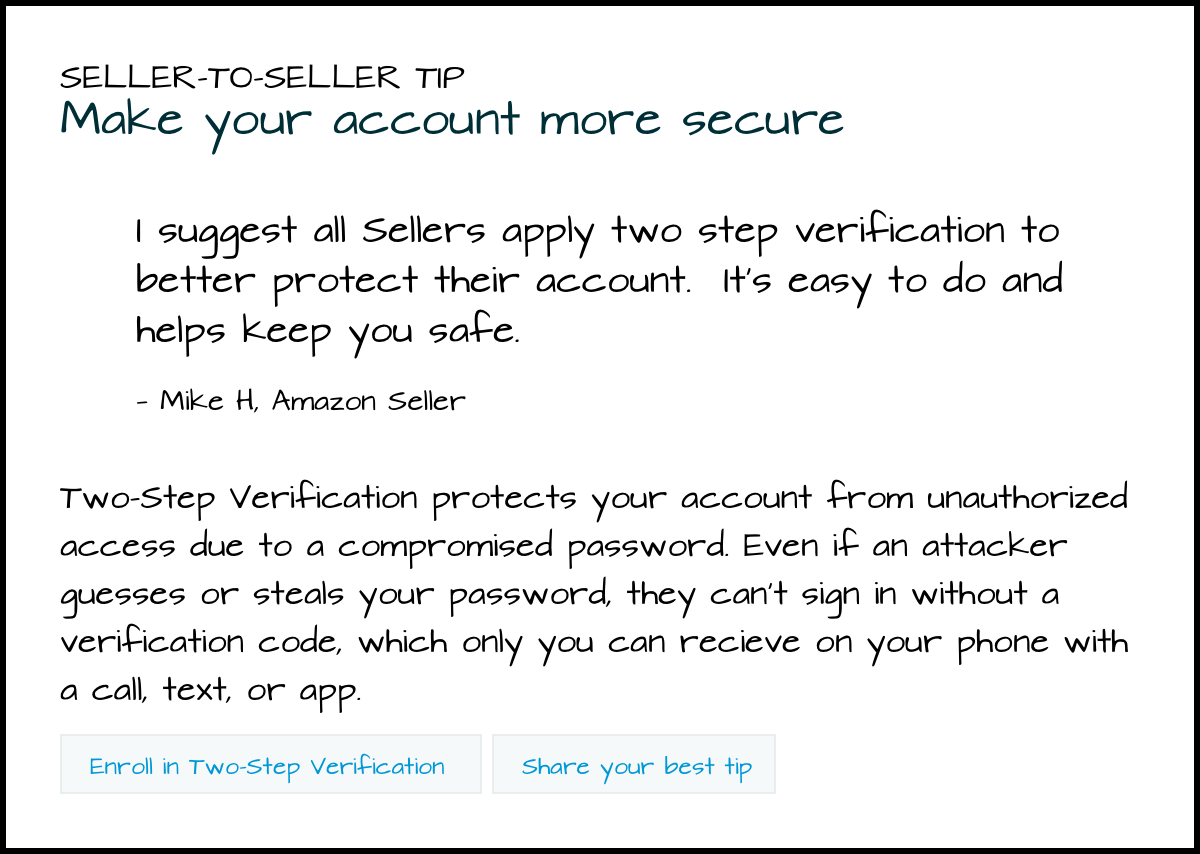 SELLER-TO-SELLER TIP
Make your account more secure
I suggest all Sellers apply two step verification to
better protect their account.  It's easy to do and
helps keep you safe.
- Mike H, Amazon Seller
Two-Step Verification protects your account from unauthorized
access due to a compromised password. Even if an attacker
guesses or steals your password, they can't sign in without a
verification code, which only you can recieve on your phone with
a call, text, or app.
Enroll in Two-Step Verification
Share your best tip